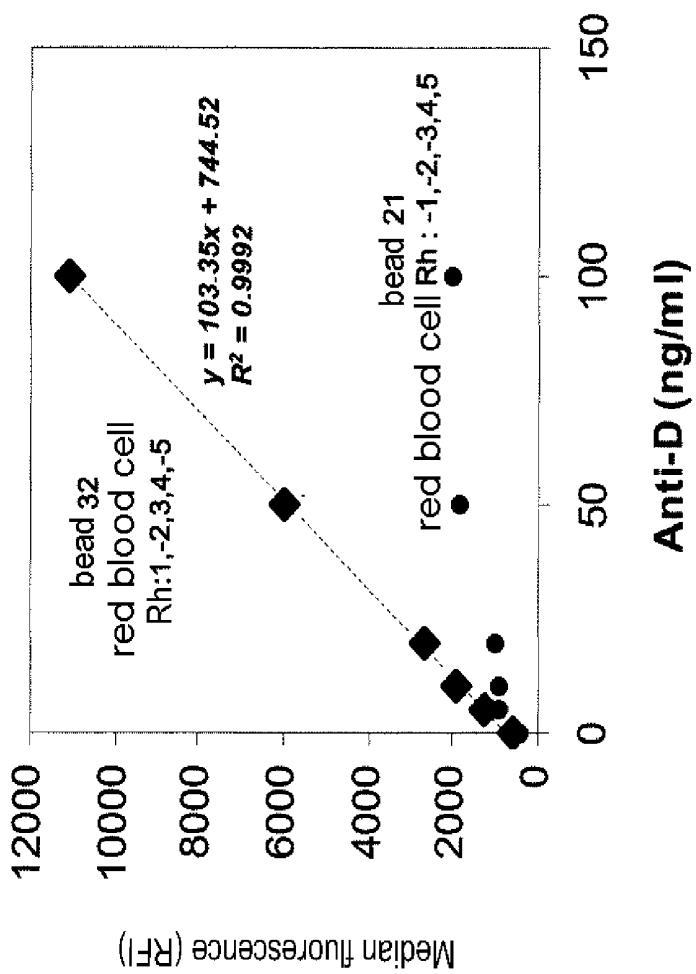 Median fluorescence (RFI)
12000
10000
8000
6000
4000
2000
0
bead 32
red blood cell
Rh:1,-2,3,4,-5
y = 103.35x + 744.52
R² = 0.9992
bead 21
red blood cell Rh : -1,-2,-3,4,5
0
50
100
150
Anti-D (ng/ml)